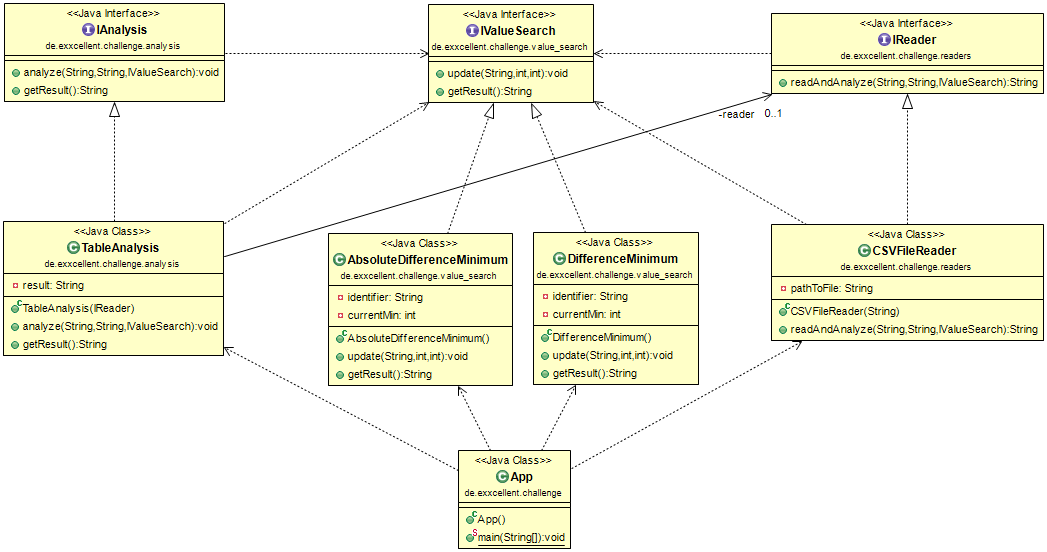 <<Java Interface>>
IAnalysis
de.exxcellent.challenge.analysis
analyze(String,String,IValueSearch):void
getResult():String
<<Java Interface>>
IValueSearch
de.exxcellent.challenge.value_search
update(String,int,int):void
getResult():String
<<Java Interface>>
IReader
de.exxcellent.challenge.readers
readAndAnalyze(String,String,IValueSearch):String
-reader 0..1
<<Java Class>>
TableAnalysis
de.exxcellent.challenge.analysis
result: String
TableAnalysis(IReader)
analyze(String,String,IValueSearch):void
getResult():String
<<Java Class>>
AbsoluteDifferenceMinimum
de.exxcellent.challenge.value_search
identifier: String
currentMin: int
AbsoluteDifferenceMinimum()
update(String,int,int):void
getResult():String
<<Java Class>>
DifferenceMinimum
de.exxcellent.challenge.value_search
identifier: String
currentMin: int
DifferenceMinimum()
update(String,int,int):void
getResult():String
<<Java Class>>
CSVFileReader
de.exxcellent.challenge.readers
pathToFile: String
CSVFileReader(String)
readAndAnalyze(String,String,IValueSearch):String
<<Java Class>>
App
de.exxcellent.challenge
App()
main(String[]):void